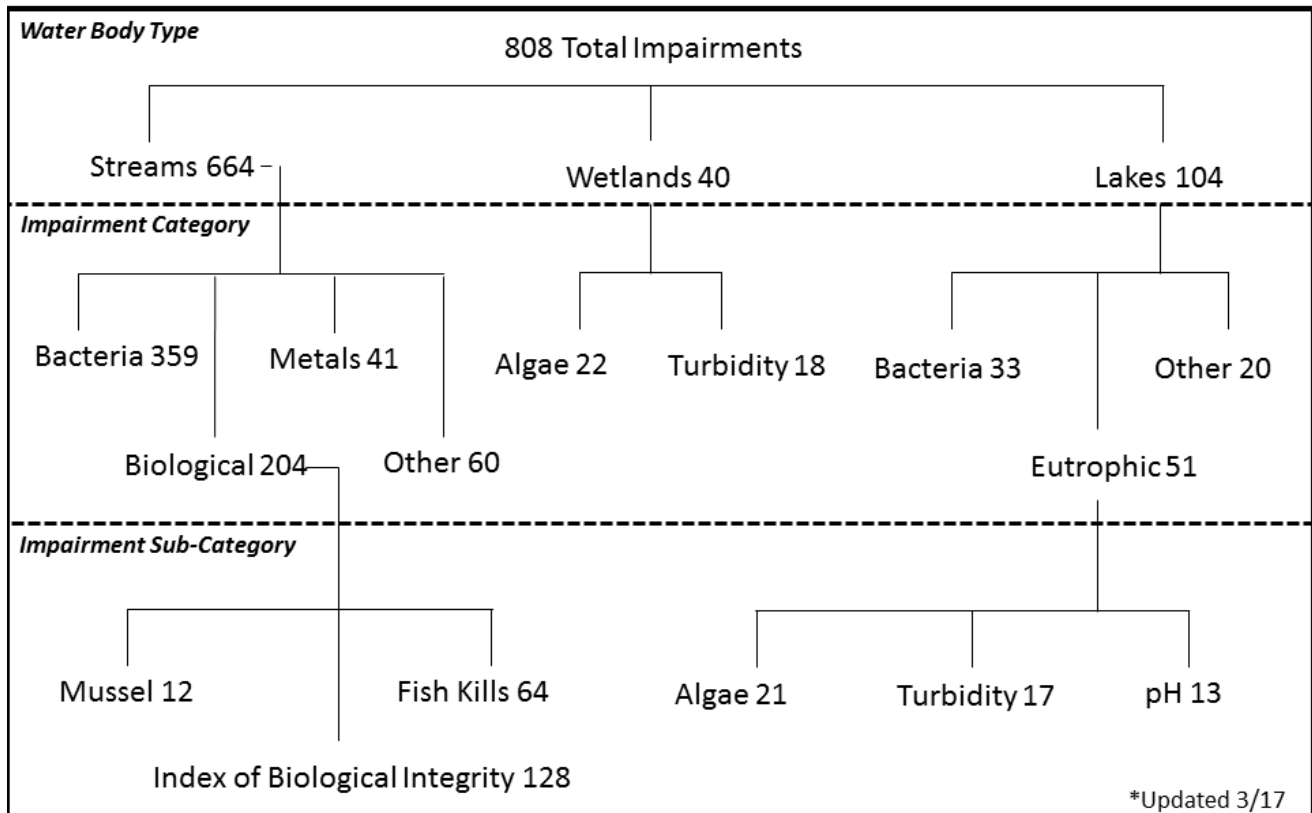 Water Body Type
808 Total Impairments
Streams 664
Wetlands 40
Lakes 104
Impairment Category
Bacteria 359
Metals 41
Algae 22
Turbidity 18
Bacteria 33
Other 20
Biological 204
Other 60
Eutrophic 51
Impairment Sub-Category
Mussel 12
Fish Kills 64
Algae 21
Turbidity 17
pH 13
Index of Biological Integrity 128
*Updated 3/17